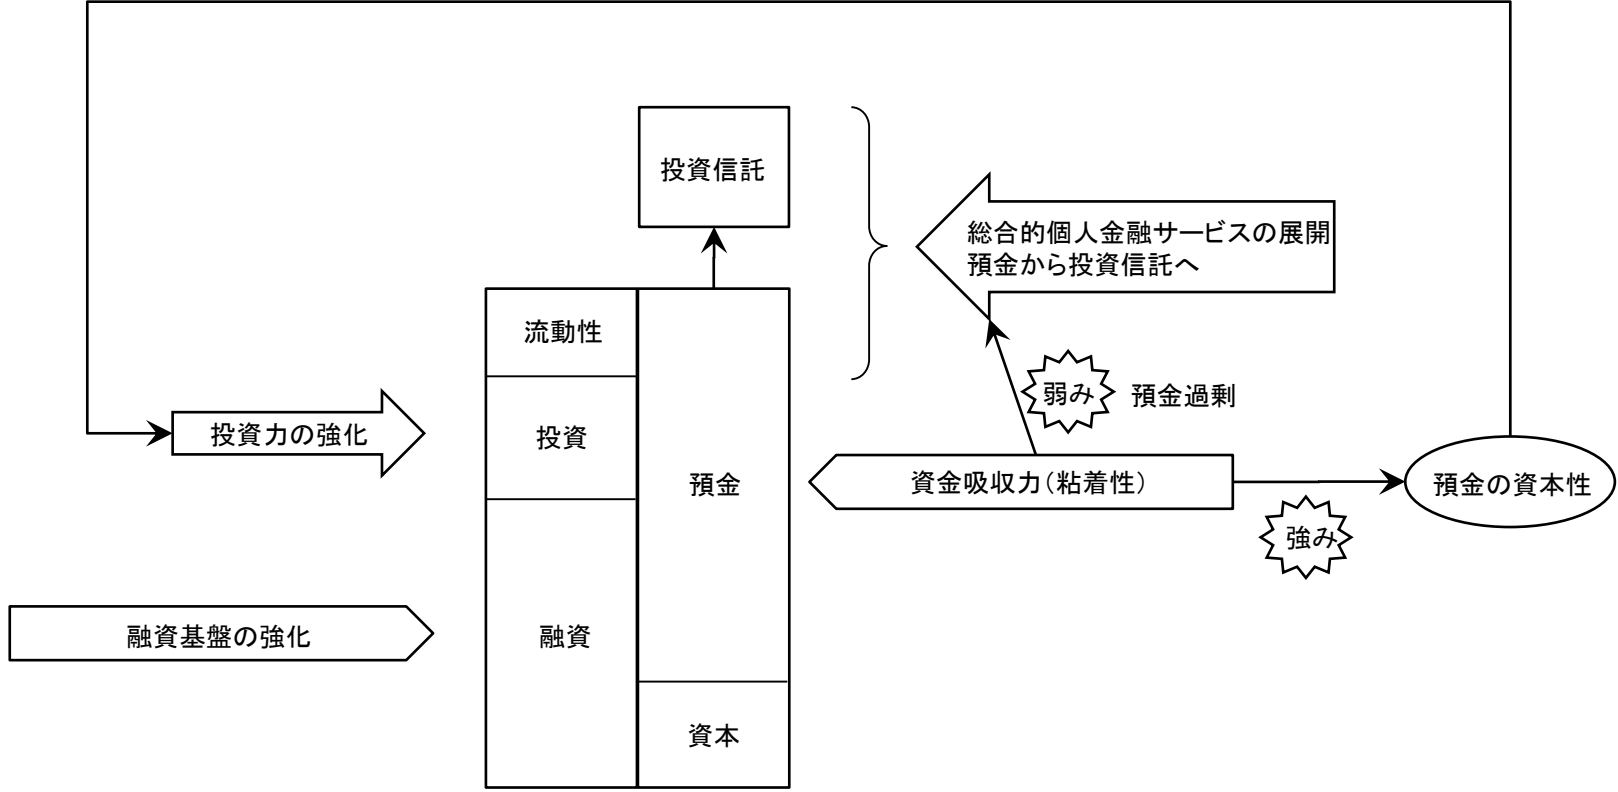 投資信託
総合的個人金融サービスの展開
預金から投資信託へ
流動性
弱み
預金過剰
投資力の強化
投資
預金
資金吸収力（粘着性）
預金の資本性
強み
融資基盤の強化
融資
資本